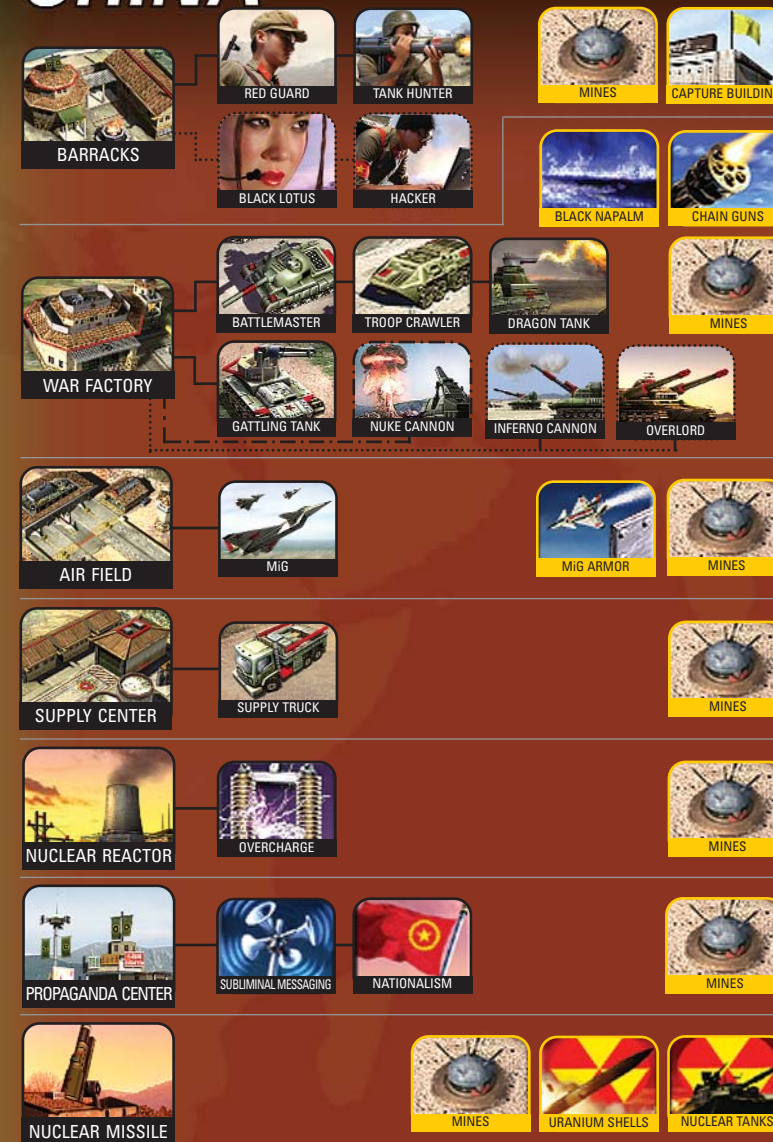 CHINA
RED GUARD
TANK HUNTER
MINES
CAPTURE BUILDIN
BARRACKS
BLACK LOTUS
HACKER
BLACK NAPALM
CHAIN GUNS
BATTLEMASTER
TROOP CRAWLER
DRAGON TANK
MINES
WAR FACTORY
GATTLING TANK
NUKE CANNON
INFERNO CANNON
OVERLORD
AIR FIELD
MiG
MiG ARMOR
MINES
SUPPLY CENTER
SUPPLY TRUCK
MINES
NUCLEAR REACTOR
OVERCHARGE
MINES
PROPAGANDA CENTER
SUBLIMINAL MESSAGING
NATIONALISM
MINES
NUCLEAR MISSILE
MINES
URANIUM SHELLS
NUCLEAR TANKS